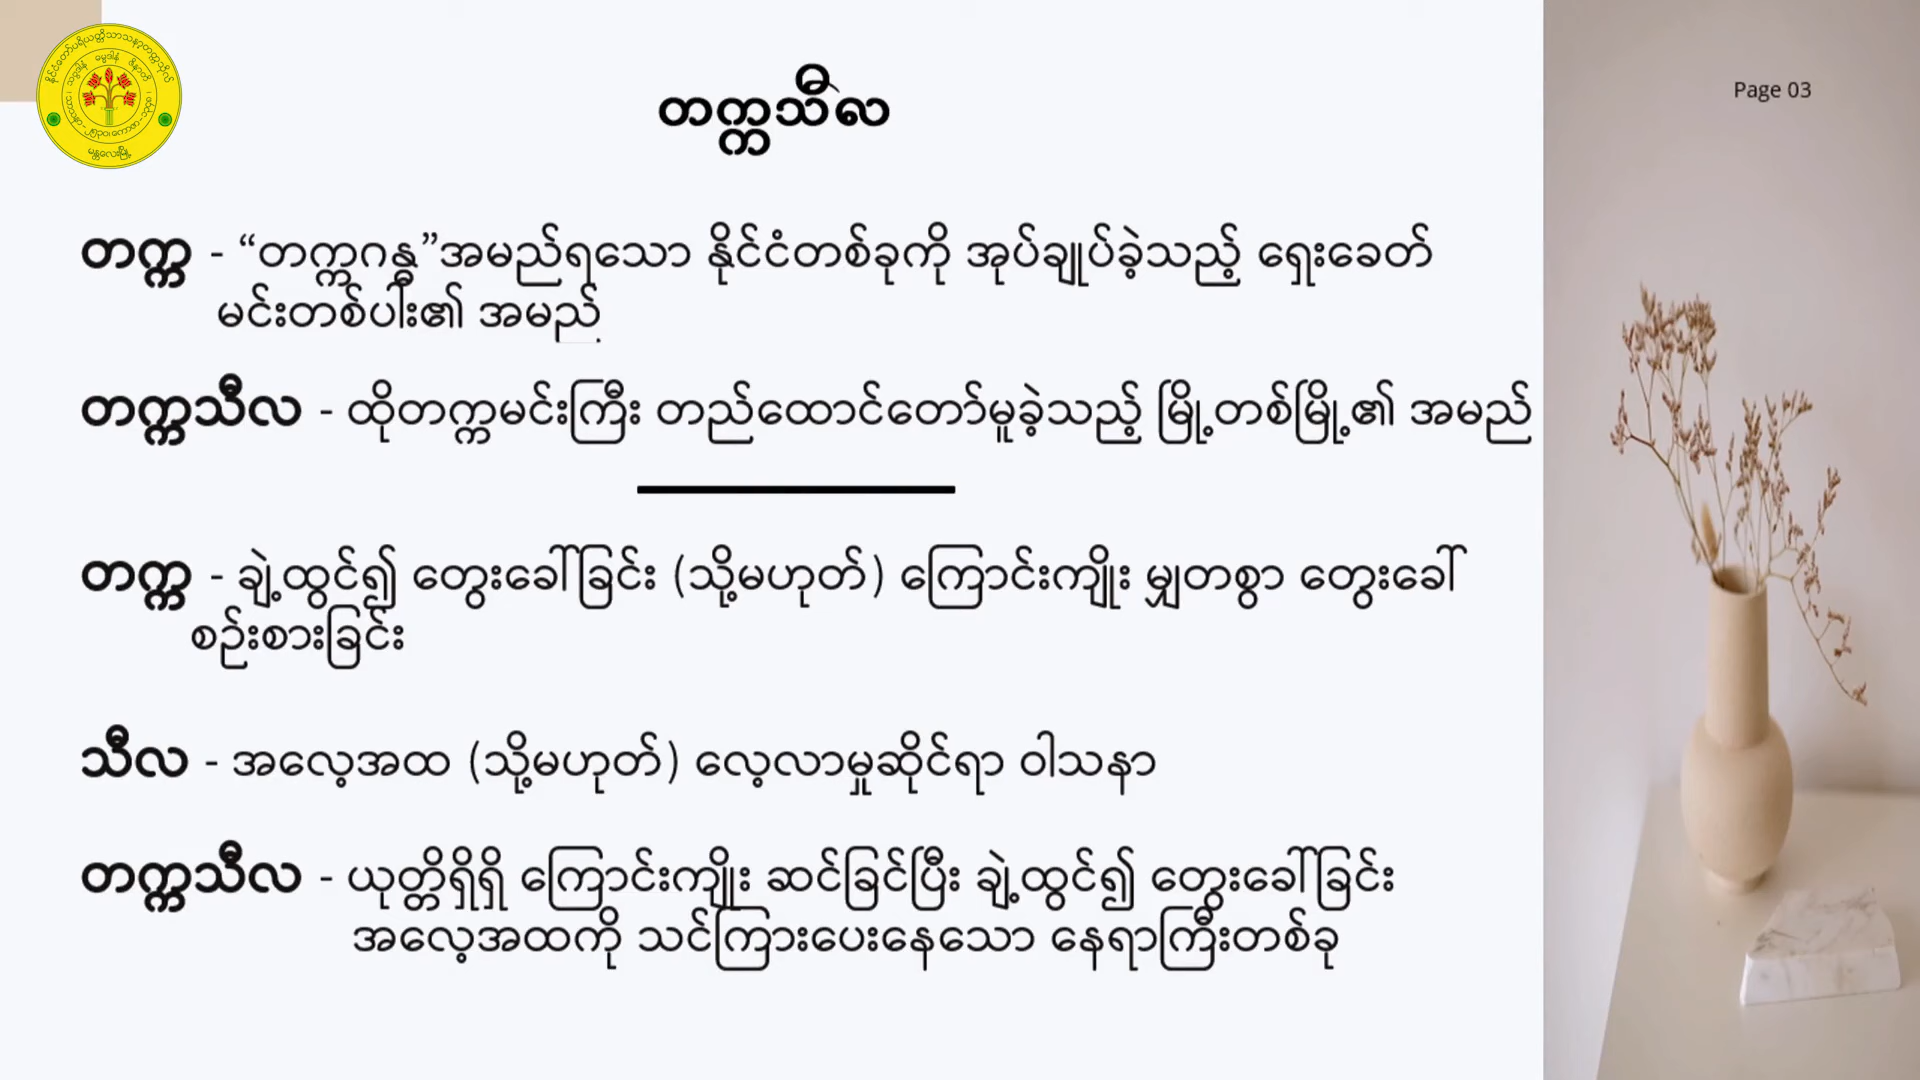 တက္ကသီလ
Page 03
တက္က - “တက္ကဂန္ဓ”အမည်ရသော နိုင်ငံတစ်ခုကို အုပ်ချုပ်ခဲ့သည့် ရှေးခေတ်
မင်းတစ်ပါး၏ အမည်
တက္ကသီလ - ထိုတက္ကမင်းကြီး တည်ထောင်တော်မူခဲ့သည့် မြို့တစ်မြို့၏ အမည်
တက္က - ချဲ့ထွင်၍ တွေးခေါ်ခြင်း (သို့မဟုတ်) ကြောင်းကျိုး မျှတစွာ တွေးခေါ်
စဉ်းစားခြင်း
သီလ - အလေ့အထ (သို့မဟုတ်) လေ့လာမှုဆိုင်ရာ ဝါသနာ
တက္ကသီလ - ယုတ္တိရှိရှိ ကြောင်းကျိုး ဆင်ခြင်ပြီး ချဲ့ထွင်၍ တွေးခေါ်ခြင်း
အလေ့အထကို သင်ကြားပေးနေသော နေရာကြီးတစ်ခု